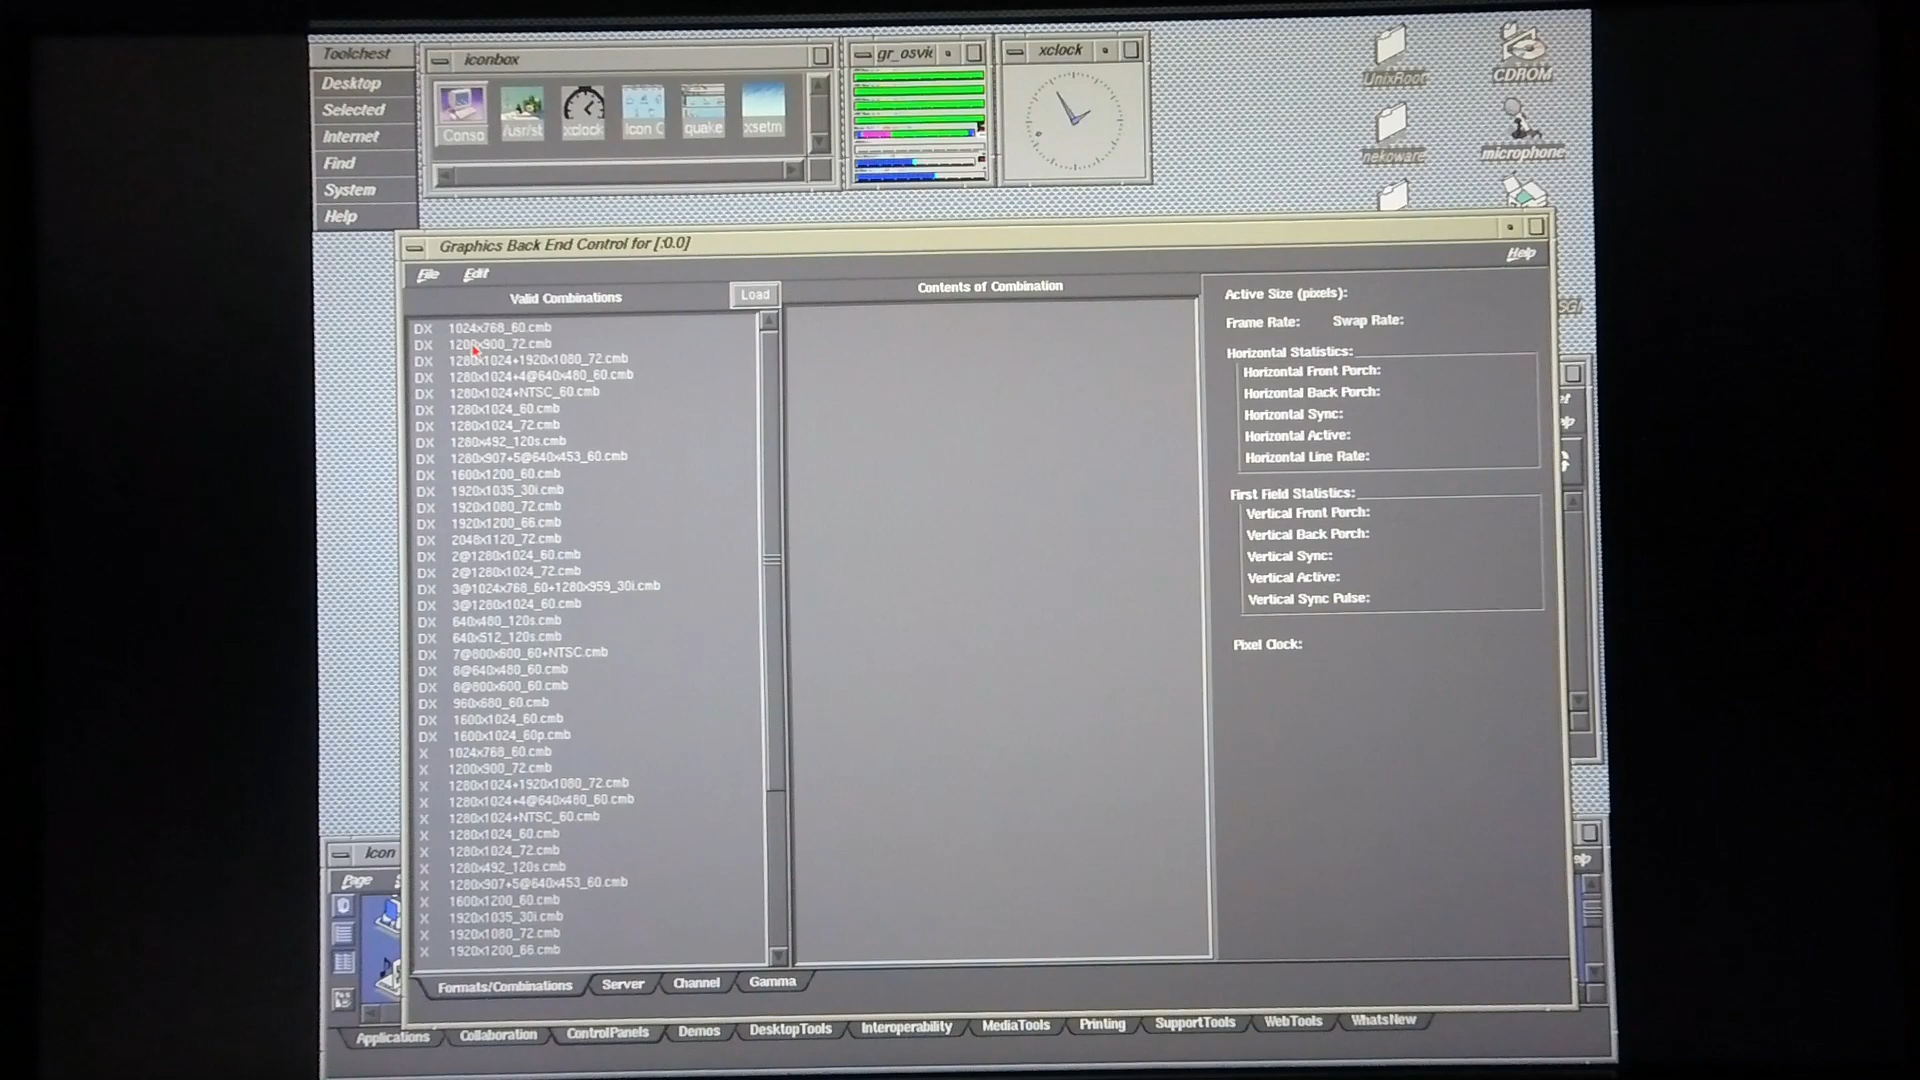 Toolchest
Desktop
Selected
Internet
Find
System
Help
iconbox
Conso
/usr/st
xclock
Icon C
quake
xsetm
gr_osvie
xclock
UnixRoot
CDROM
nekoware
microphone
Graphics Back End Control for [:0.0]
File Edit
Help
Valid Combinations
Load
Contents of Combination
DX 1024x768_60.cmb
DX 1200x900_72.cmb
DX 1280x1024+1920x1080_72.cmb
DX 1280x1024+4@640x480_60.cmb
DX 1280x1024+NTSC_60.cmb
DX 1280x1024_60.cmb
DX 1280x1024_72.cmb
DX 1280x492_120s.cmb
DX 1280x907+5@640x453_60.cmb
DX 1600x1200_60.cmb
DX 1920x1035_30i.cmb
DX 1920x1080_72.cmb
DX 1920x1200_66.cmb
DX 2048x1120_72.cmb
DX 2@1280x1024_60.cmb
DX 2@1280x1024_72.cmb
DX 3@1024x768_60+1280x959_30i.cmb
DX 3@1280x1024_60.cmb
DX 640x480_120s.cmb
DX 640x512_120s.cmb
DX 7@800x600_60+NTSC.cmb
DX 8@640x480_60.cmb
DX 8@800x600_60.cmb
DX 960x680_60.cmb
DX 1600x1024_60.cmb
DX 1600x1024_60p.cmb
X 1024x768_60.cmb
X 1200x900_72.cmb
X 1280x1024+1920x1080_72.cmb
X 1280x1024+4@640x480_60.cmb
X 1280x1024+NTSC_60.cmb
X 1280x1024_60.cmb
X 1280x1024_72.cmb
X 1280x492_120s.cmb
X 1280x907+5@640x453_60.cmb
X 1600x1200_60.cmb
X 1920x1035_30i.cmb
X 1920x1080_72.cmb
X 1920x1200_66.cmb
Active Size (pixels):
Frame Rate: Swap Rate:
Horizontal Statistics:
Horizontal Front Porch:
Horizontal Back Porch:
Horizontal Sync:
Horizontal Active:
Horizontal Line Rate:
First Field Statistics:
Vertical Front Porch:
Vertical Back Porch:
Vertical Sync:
Vertical Active:
Vertical Sync Pulse:
Pixel Clock:
Formats/Combinations Server Channel Gamma
Icon
Page
Applications Collaboration ControlPanels Demos DesktopTools Interoperability MediaTools Printing SupportTools WebTools WhatsNew